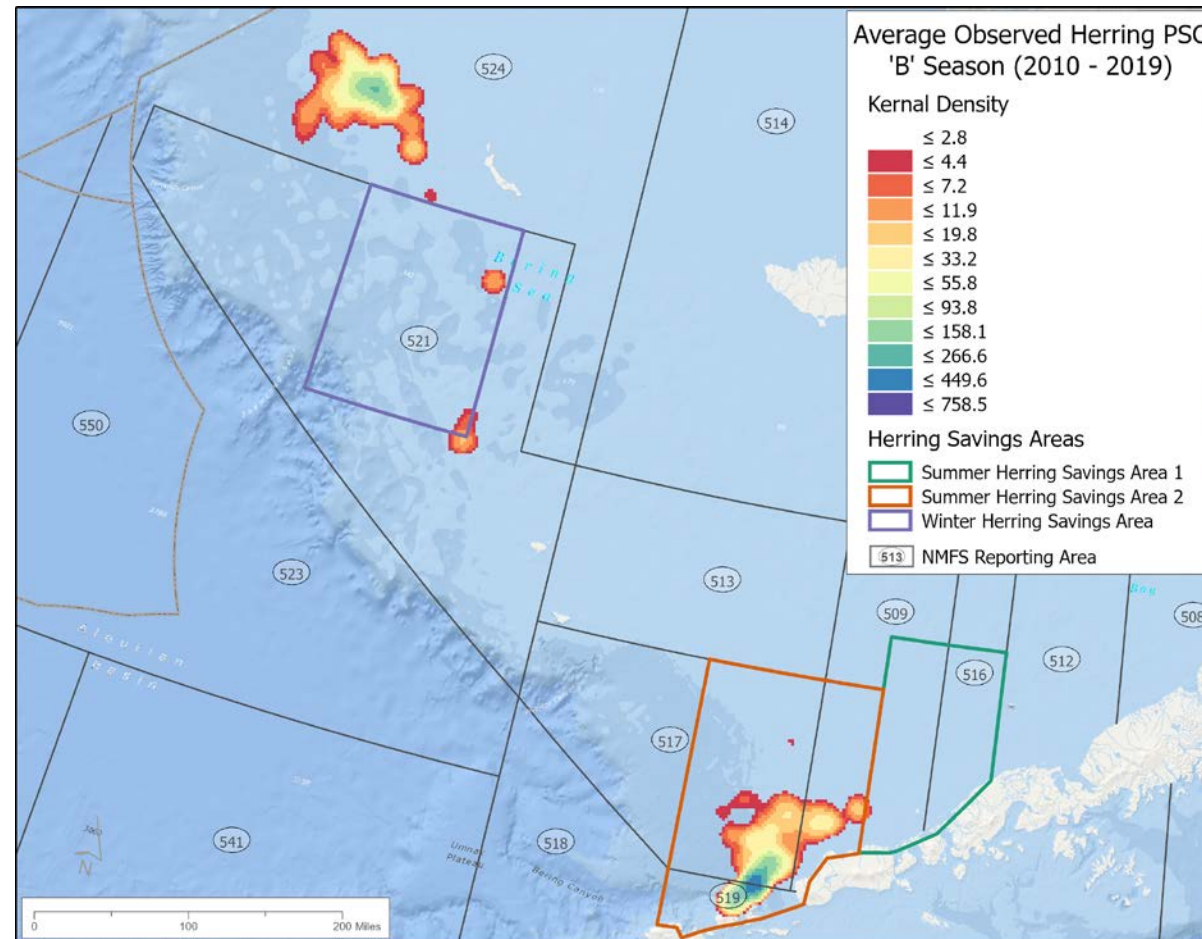 Average Observed Herring PSC
'B' Season (2010 - 2019)
Kernal Density
≤ 2.8
≤ 4.4
≤ 7.2
≤ 11.9
≤ 19.8
≤ 33.2
≤ 55.8
≤ 93.8
≤ 158.1
≤ 266.6
≤ 449.6
≤ 758.5
Herring Savings Areas
Summer Herring Savings Area 1
Summer Herring Savings Area 2
Winter Herring Savings Area
513 NMFS Reporting Area
524
514
Bering
Sea
521
550
523
513
509
508
Aleutian
Basin
516
512
517
541
518
Umnak
Plateau
Bering Canyon
519
N
0 100 200 Miles